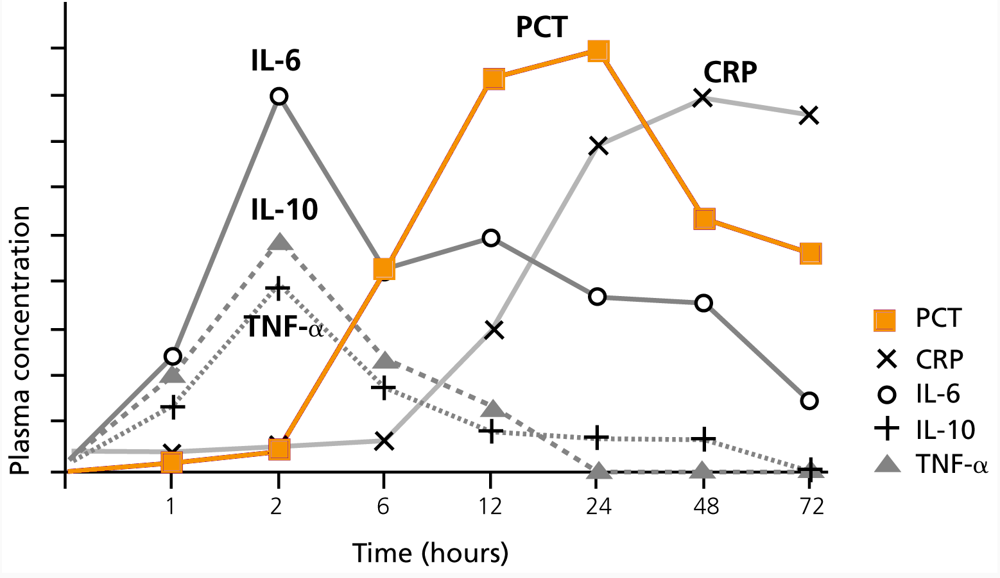 PCT
IL-6
CRP
IL-10
TNF-α
Plasma concentration
PCT
CRP
IL-6
IL-10
TNF-α
1 2 6 12 24 48 72
Time (hours)